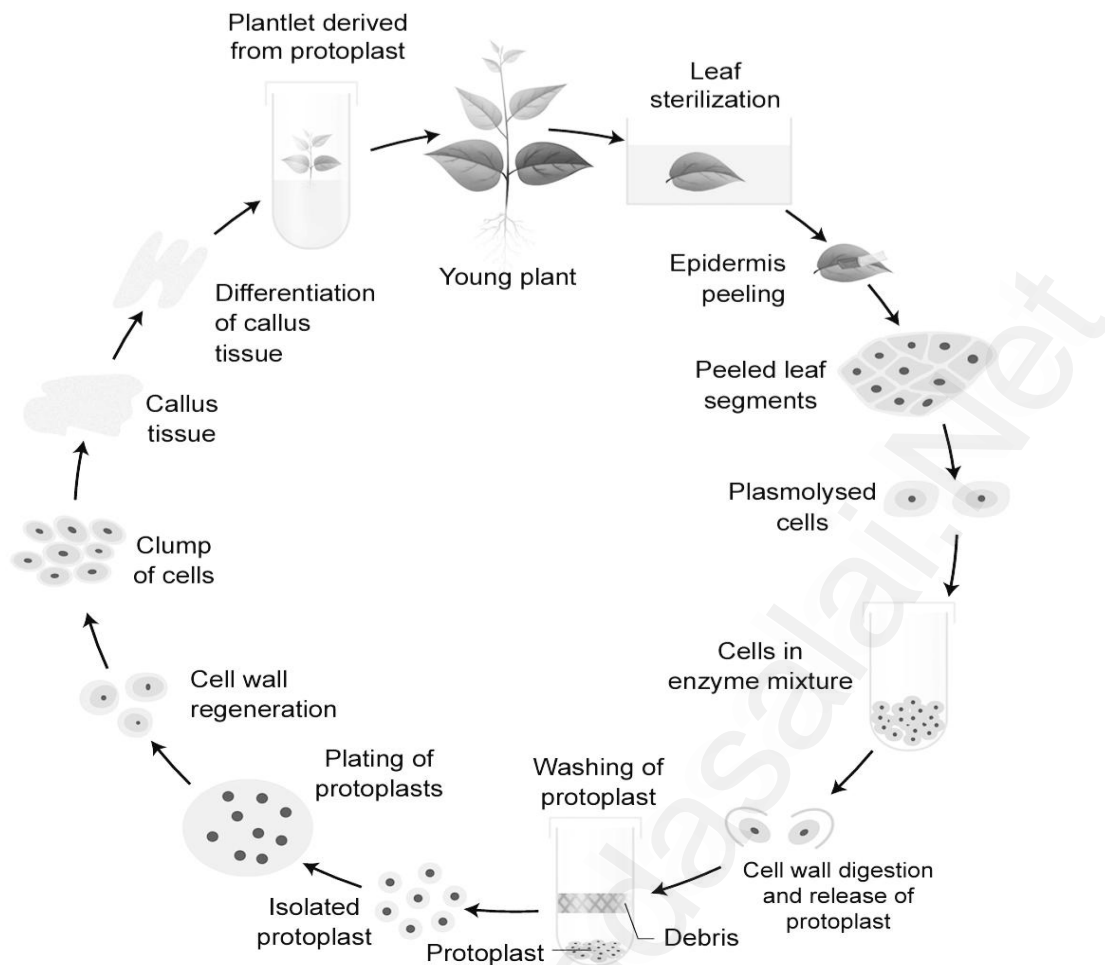 Plantlet derived
from protoplast
Young plant
Leaf
sterilization
Epidermis
peeling
Peeled leaf
segments
Plasmolysed
cells
Cells in
enzyme mixture
Cell wall digestion
and release of
protoplast
Washing of
protoplast
Debris
Protoplast
Isolated
protoplast
Plating of
protoplasts
Cell wall
regeneration
Clump
of cells
Callus
tissue
Differentiation
of callus
tissue
dasalai.Net